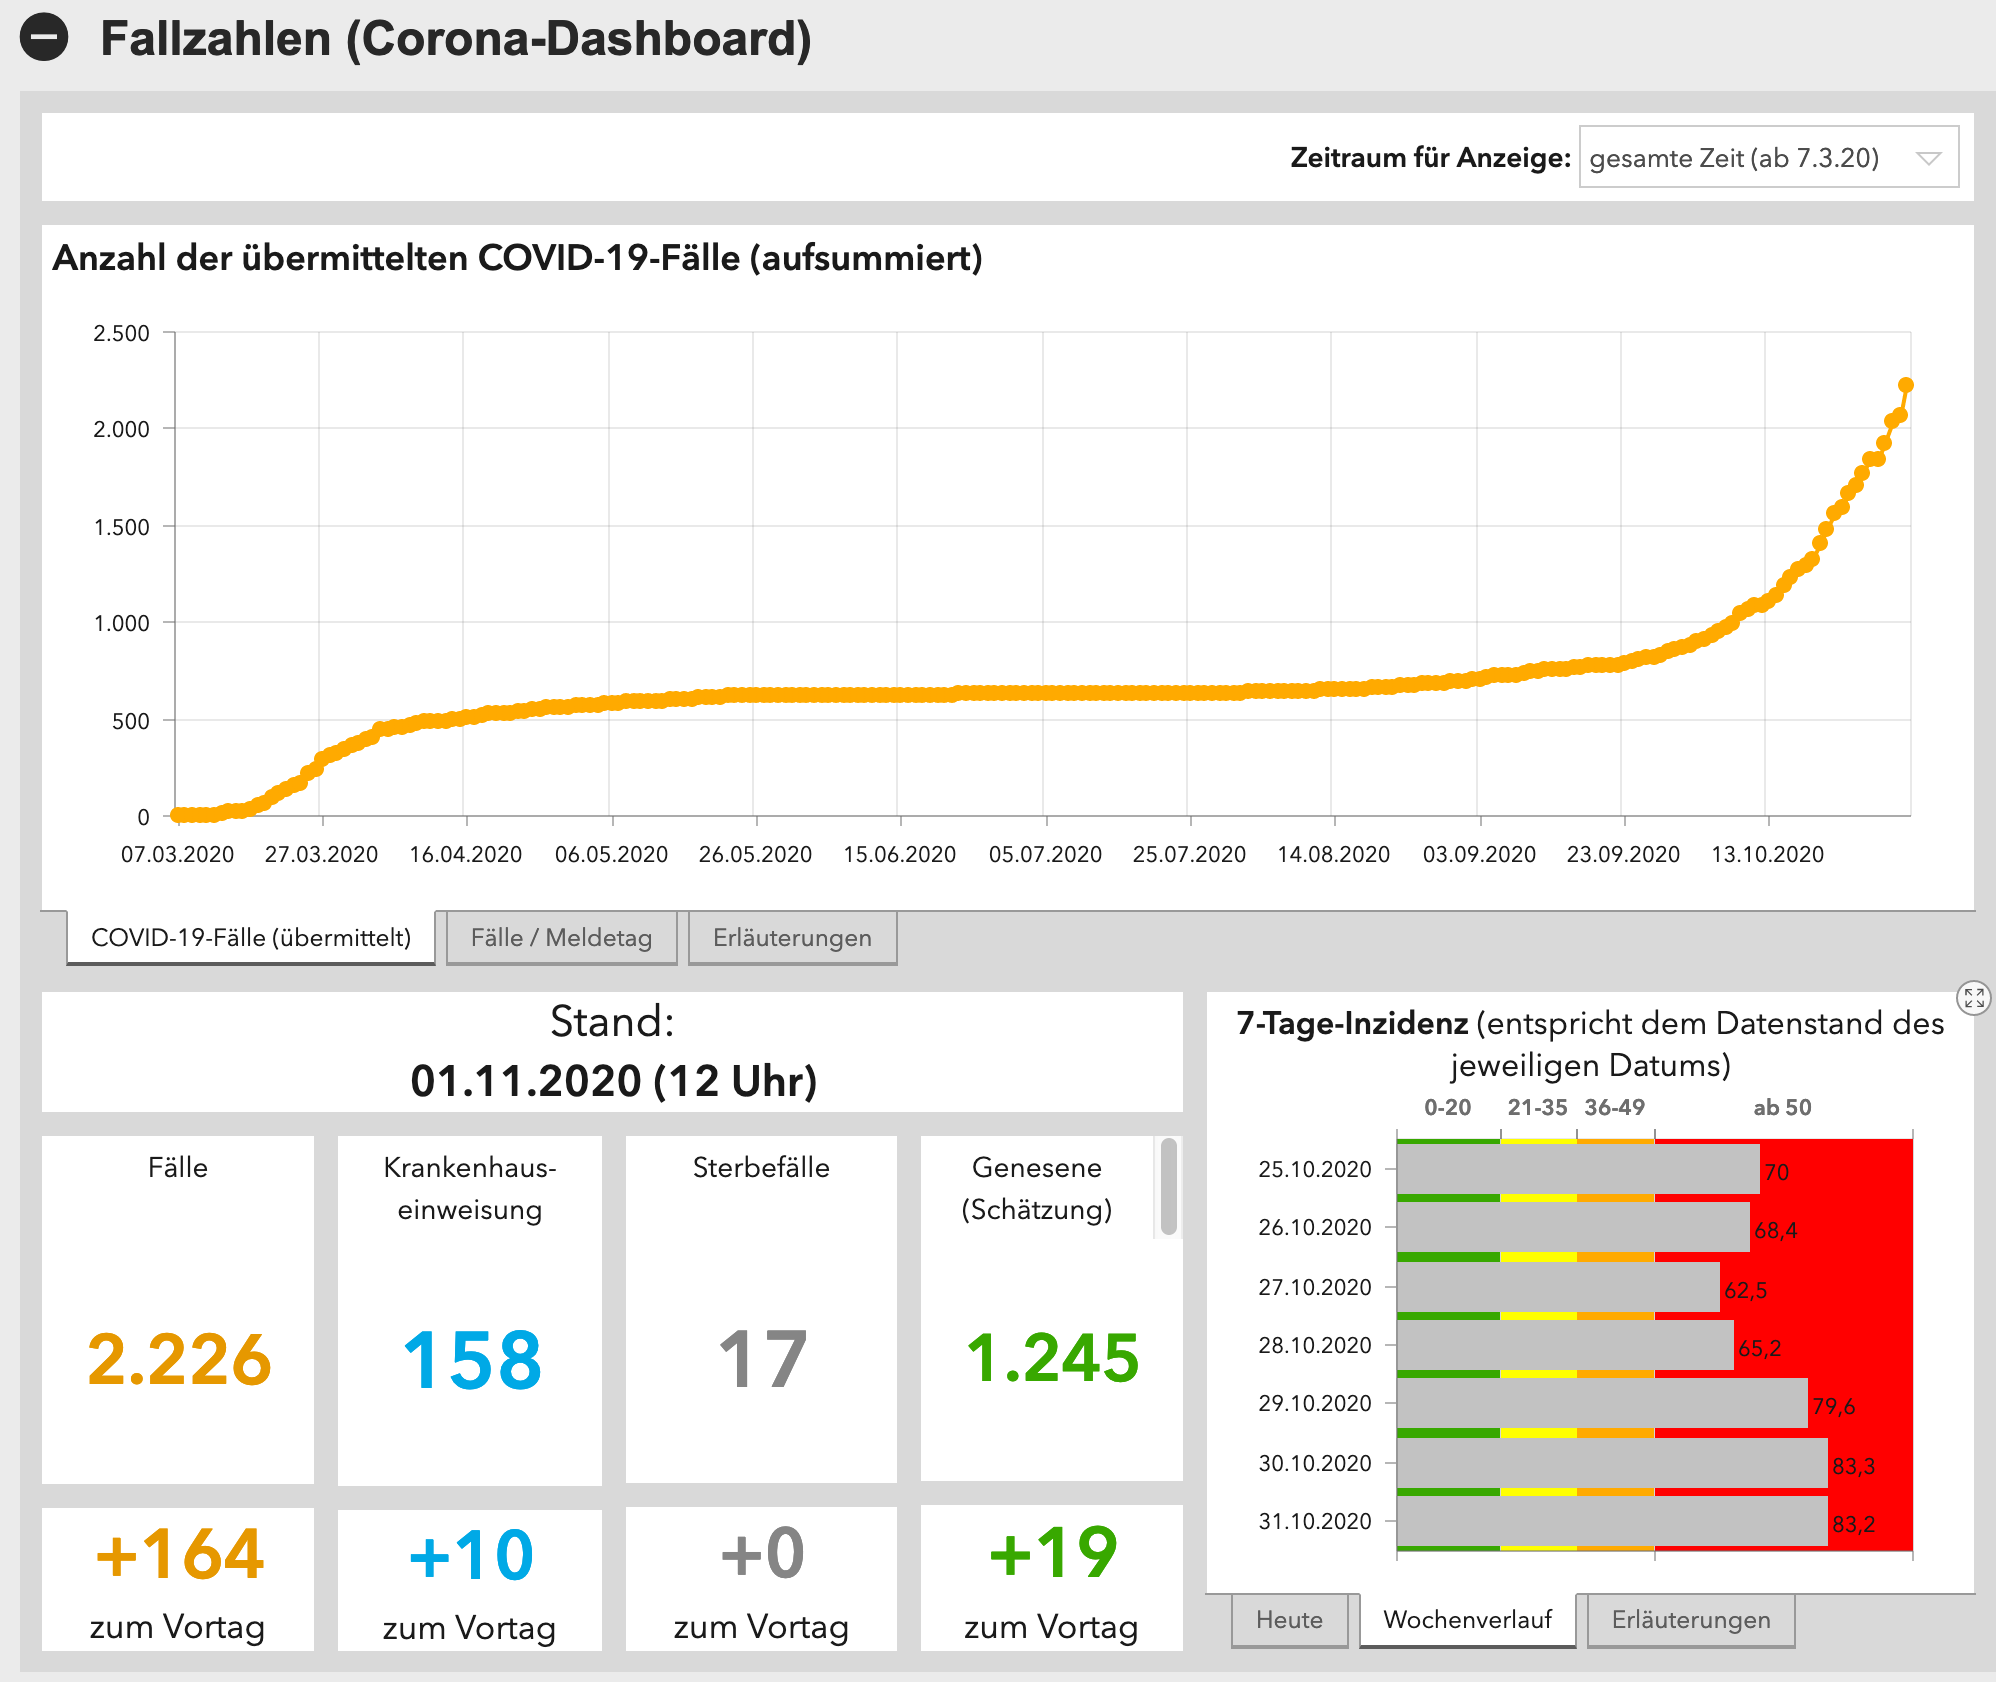 Fallzahlen (Corona-Dashboard)
Zeitraum für Anzeige: gesamte Zeit (ab 7.3.20)
Anzahl der übermittelten COVID-19-Fälle (aufsummiert)
2.500
2.000
1.500
1.000
500
0
07.03.2020 27.03.2020 16.04.2020 06.05.2020 26.05.2020 15.06.2020 05.07.2020 25.07.2020 14.08.2020 03.09.2020 23.09.2020 13.10.2020
COVID-19-Fälle (übermittelt) Fälle / Meldetag Erläuterungen
Stand:
01.11.2020 (12 Uhr)
Fälle
2.226
+164
zum Vortag
Krankenhaus-
einweisung
158
+10
zum Vortag
Sterbefälle
17
+0
zum Vortag
Genesene
(Schätzung)
1.245
+19
zum Vortag
7-Tage-Inzidenz (entspricht dem Datenstand des
jeweiligen Datums)
0-20 21-35 36-49 ab 50
25.10.2020 70
26.10.2020 68,4
27.10.2020 62,5
28.10.2020 65,2
29.10.2020 79,6
30.10.2020 83,3
31.10.2020 83,2
Heute Wochenverlauf Erläuterungen